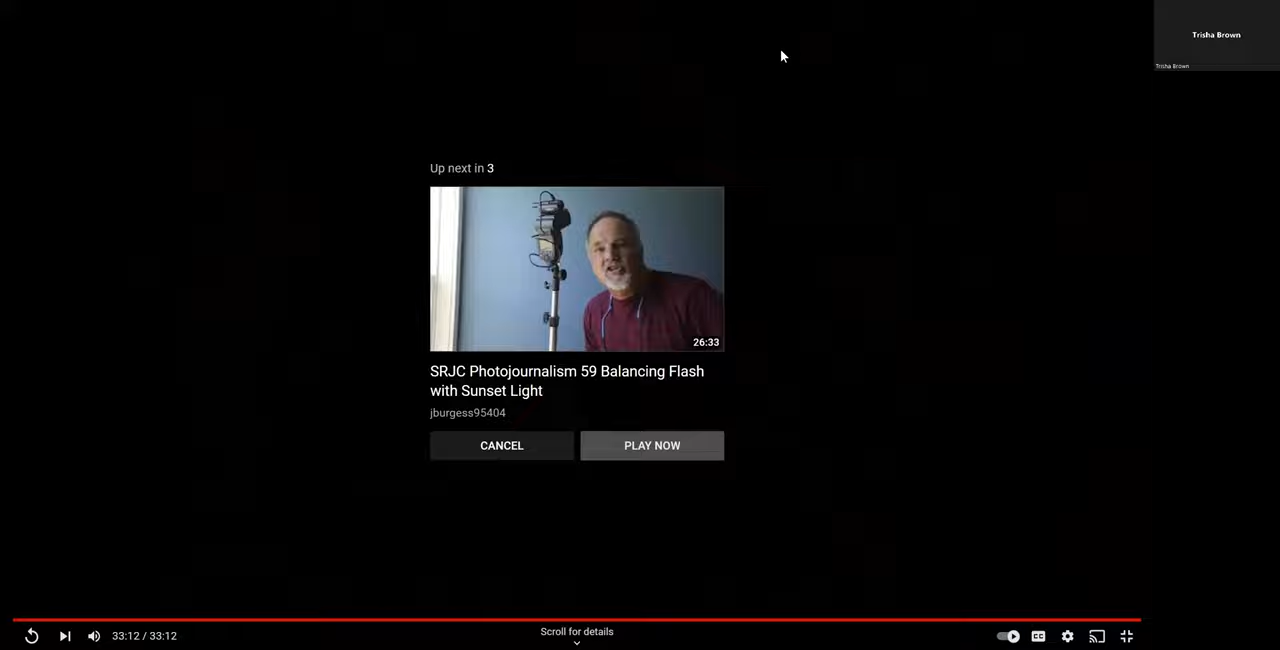 Trisha Brown
Trisha Brown
Up next in 3
26:33
SRJC Photojournalism 59 Balancing Flash
with Sunset Light
jburgess95404
CANCEL
PLAY NOW
33:12 / 33:12
Scroll for details
CC